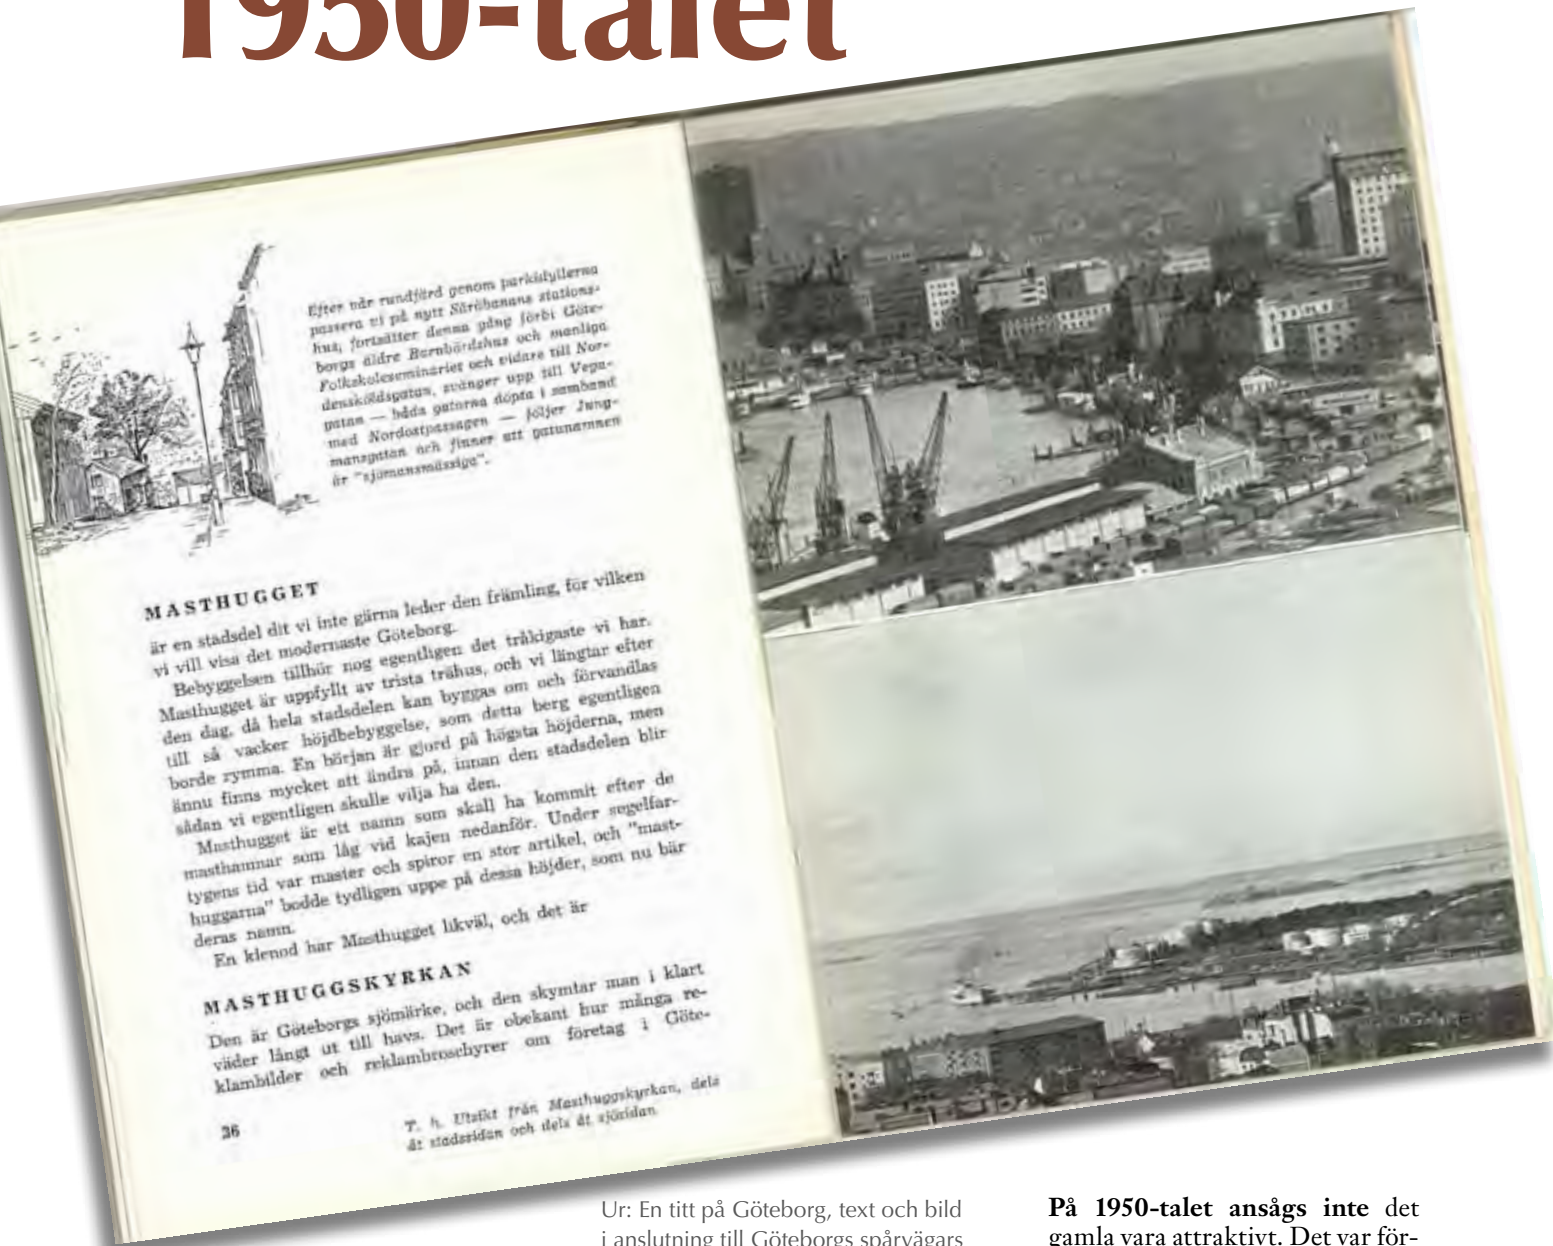 1950-talet
Efter vår rundfärd genom parkidyllerna
passera vi på nytt Säröbanans stations-
hus, fortsätter denna gång förbi Göte-
borgs äldre Barnbördshus och manliga
Folkskoleseminariet och vidare till Nor-
densköldsgatan, svänger upp till Vega-
gatan — båda gatorna döpta i samband
med Nordostpassagen — följer Jung-
mansgatan och finner att gatunamnen
är "sjömansmässiga".
MASTHUGGET
är en stadsdel dit vi inte gärna leder den främling, för vilken
vi vill visa det modernaste Göteborg.
Bebyggelsen tillhör nog egentligen det tråkigaste vi har.
Masthugget är uppfyllt av trista trähus, och vi längtar efter
den dag, då hela stadsdelen kan byggas om och förvandlas
till så vacker höjdbebyggelse, som detta berg egentligen
borde rymma. En början är gjord på högsta höjderna, men
ännu finns mycket att ändra på, innan den stadsdelen blir
sådan vi egentligen skulle vilja ha den.
Masthugget är ett namn som skall ha kommit efter de
masthamnar som låg vid kajen nedanför. Under segelfar-
tygens tid var master och spiror en stor artikel, och "mast-
huggarna" bodde tydligen uppe på dessa höjder, som nu bär
deras namn.
En klenod har Masthugget likväl, och det är
MASTHUGGSKYRKAN
Den är Göteborgs sjömärke, och den skymtar man i klart
väder långt ut till havs. Det är obekant hur många re-
klambilder och reklambroschyrer om företag i Göte-
36
T. h. Utsikt från Masthuggskyrkan, dels
åt stadssidan och dels åt sjösidan.
Ur: En titt på Göteborg, text och bild
i anslutning till Göteborgs spårvägars
På 1950-talet ansågs inte det
gamla vara attraktivt. Det var för-